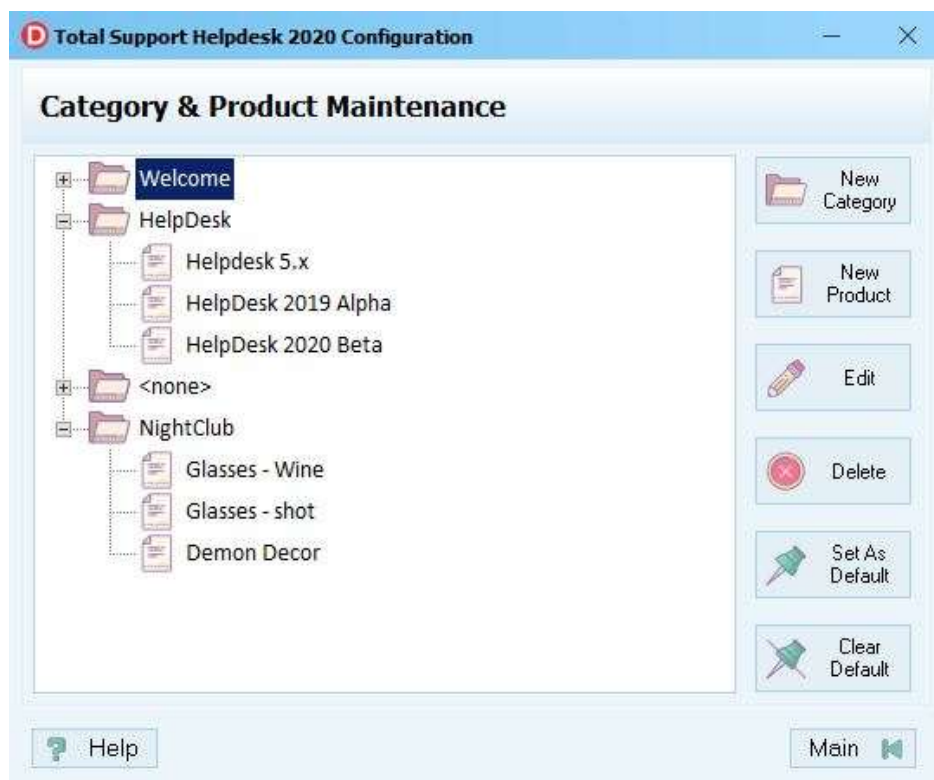 Total Support Helpdesk 2020 Configuration
Category & Product Maintenance
Welcome
HelpDesk
Helpdesk 5.x
HelpDesk 2019 Alpha
HelpDesk 2020 Beta
<none>
NightClub
Glasses - Wine
Glasses - shot
Demon Decor
New
Category
New
Product
Edit
Delete
Set As
Default
Clear
Default
Help
Main